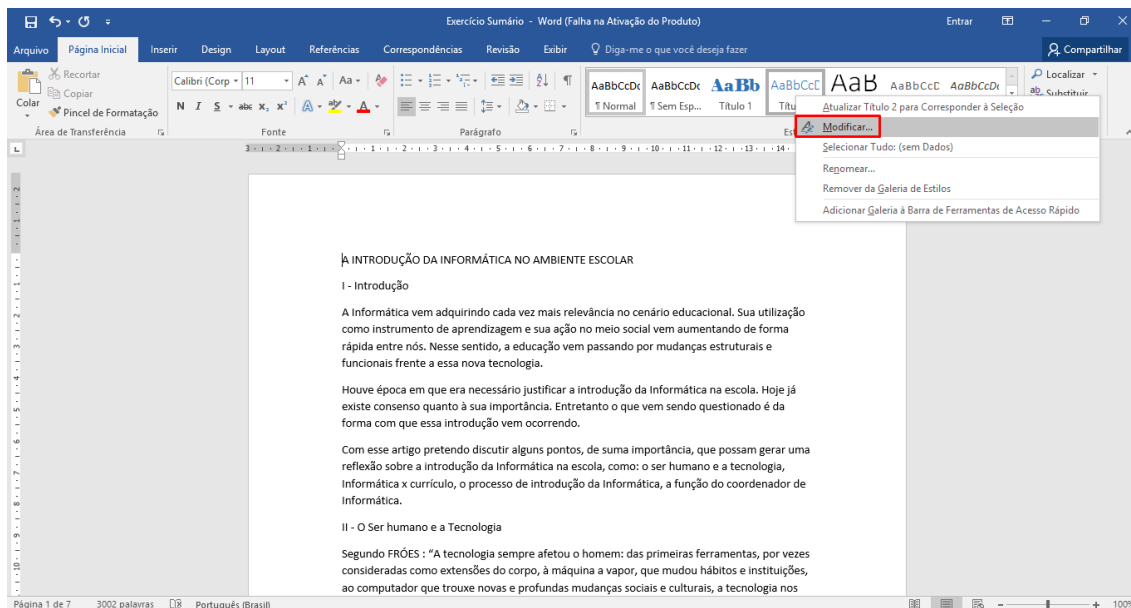 Exercício Sumário - Word (Falha na Ativação do Produto)
Entrar
Arquivo Página Inicial Inserir Design Layout Referências Correspondências Revisão Exibir Diga-me o que você deseja fazer Compartilhar
Colar
Recortar
Copiar
Pincel de Formatação
Área de Transferência
Calibri (Corp 11
N I S abc X₂ X²
Fonte
Parágrafo
AaBbCcDc AaBbCcDc AaBb AaBbCcE AaB AaBbCcE AaBbCcDc
¶ Normal ¶ Sem Esp... Título 1 Títu
Est
Localizar
Substituir
Atualizar Título 2 para Corresponder à Seleção
Modificar...
Selecionar Tudo: (sem Dados)
Renomear...
Remover da Galeria de Estilos
Adicionar Galeria à Barra de Ferramentas de Acesso Rápido
A INTRODUÇÃO DA INFORMÁTICA NO AMBIENTE ESCOLAR
I - Introdução
A Informática vem adquirindo cada vez mais relevância no cenário educacional. Sua utilização
como instrumento de aprendizagem e sua ação no meio social vem aumentando de forma
rápida entre nós. Nesse sentido, a educação vem passando por mudanças estruturais e
funcionais frente a essa nova tecnologia.
Houve época em que era necessário justificar a introdução da Informática na escola. Hoje já
existe consenso quanto à sua importância. Entretanto o que vem sendo questionado é da
forma com que essa introdução vem ocorrendo.
Com esse artigo pretendo discutir alguns pontos, de suma importância, que possam gerar uma
reflexão sobre a introdução da Informática na escola, como: o ser humano e a tecnologia,
Informática x currículo, o processo de introdução da Informática, a função do coordenador de
Informática.
II - O Ser humano e a Tecnologia
Segundo FRÓES : “A tecnologia sempre afetou o homem: das primeiras ferramentas, por vezes
consideradas como extensões do corpo, à máquina a vapor, que mudou hábitos e instituições,
ao computador que trouxe novas e profundas mudanças sociais e culturais, a tecnologia nos
Página 1 de 7 3002 palavras Português (Brasil) 100%